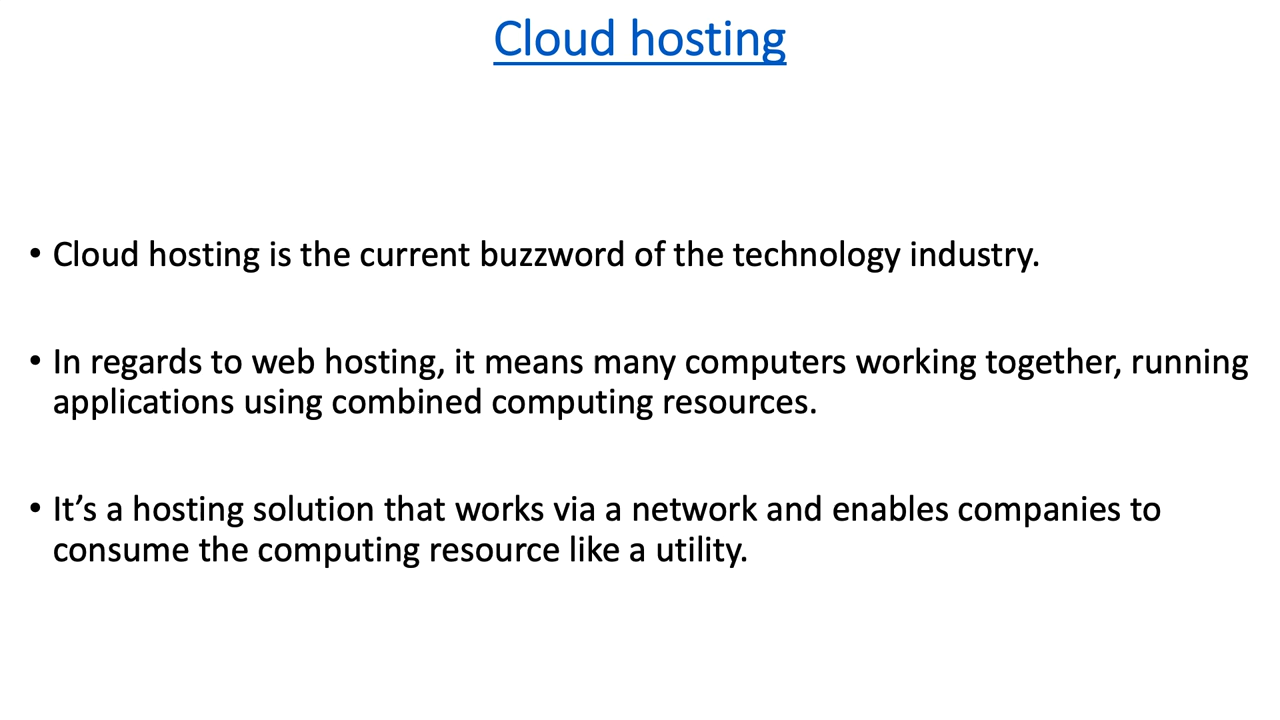 Cloud hosting
• Cloud hosting is the current buzzword of the technology industry.
• In regards to web hosting, it means many computers working together, running
applications using combined computing resources.
• It’s a hosting solution that works via a network and enables companies to
consume the computing resource like a utility.